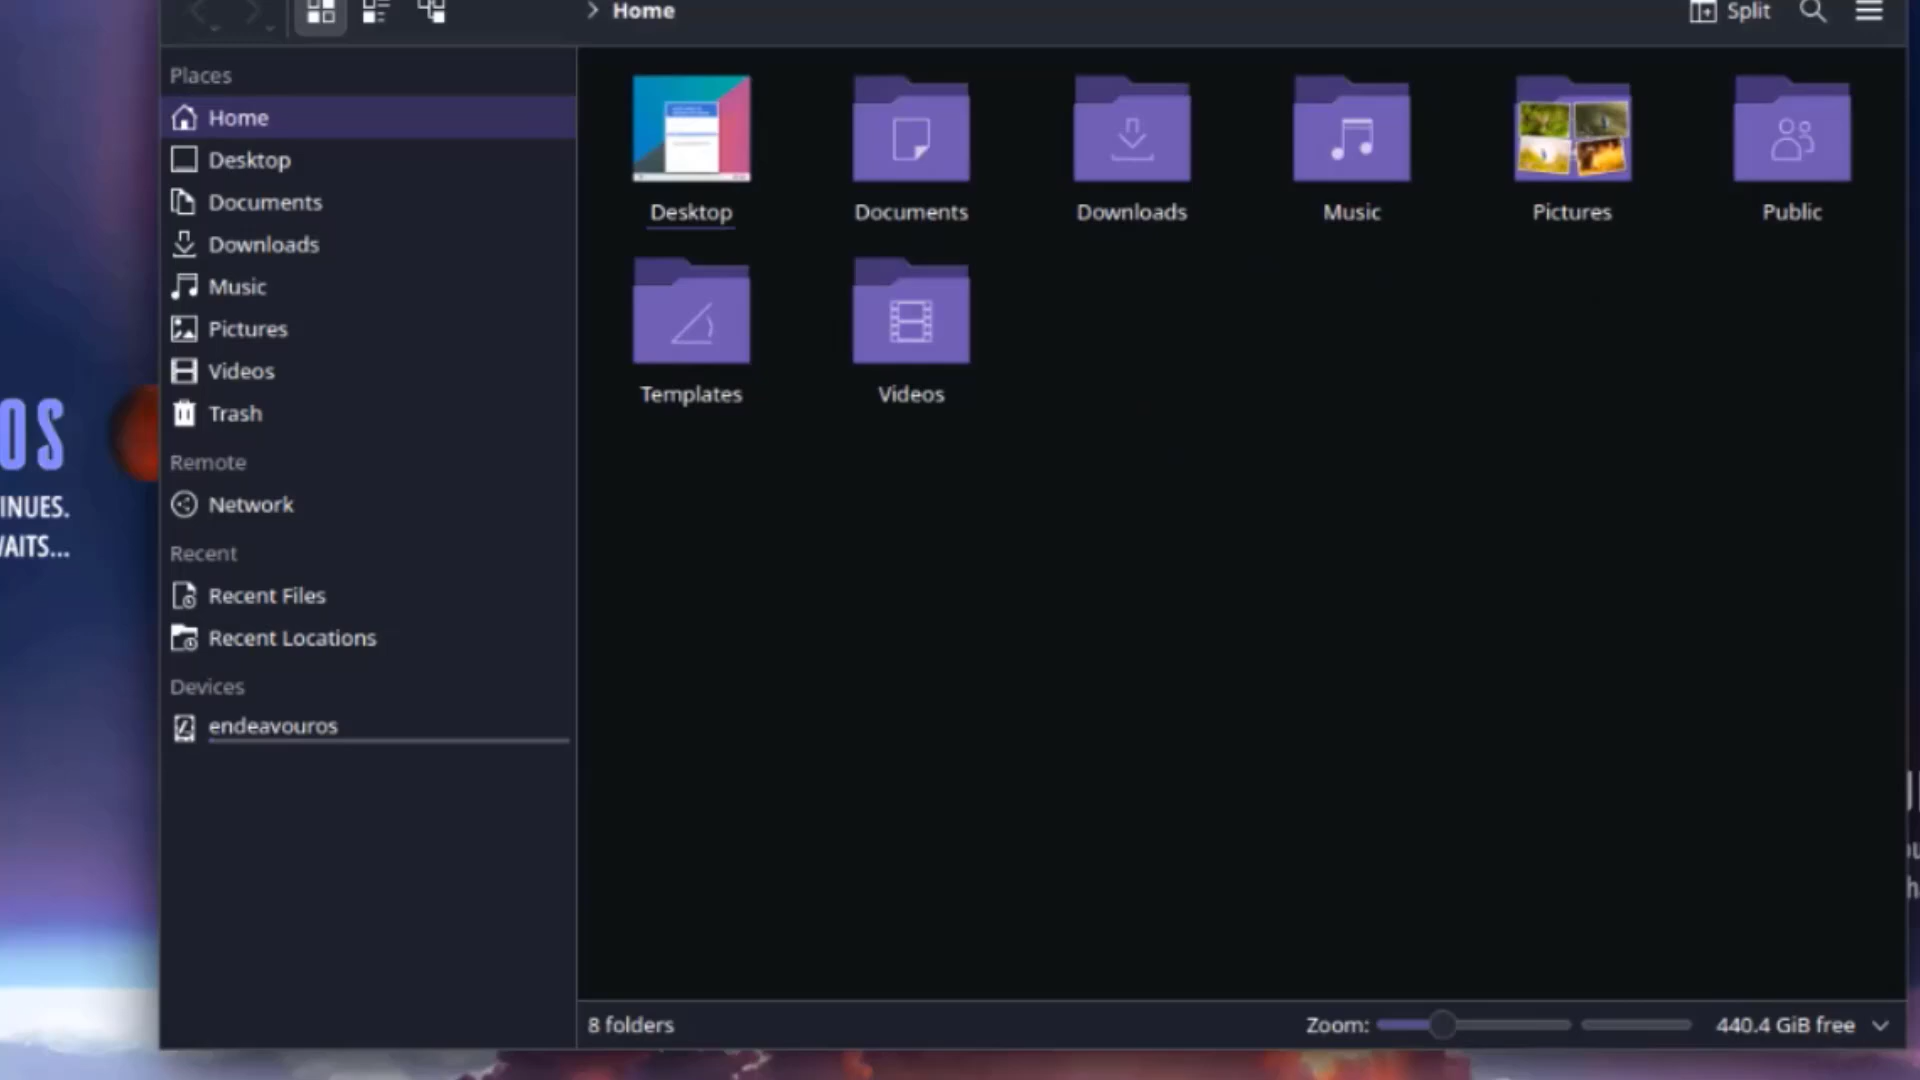 Home
Split
Places
Home
Desktop
Documents
Downloads
Music
Pictures
Videos
Trash
Remote
Network
Recent
Recent Files
Recent Locations
Devices
endeavouros
Desktop
Documents
Downloads
Music
Pictures
Public
Templates
Videos
8 folders
Zoom:
440.4 GiB free
OS
INUES.
AITS...